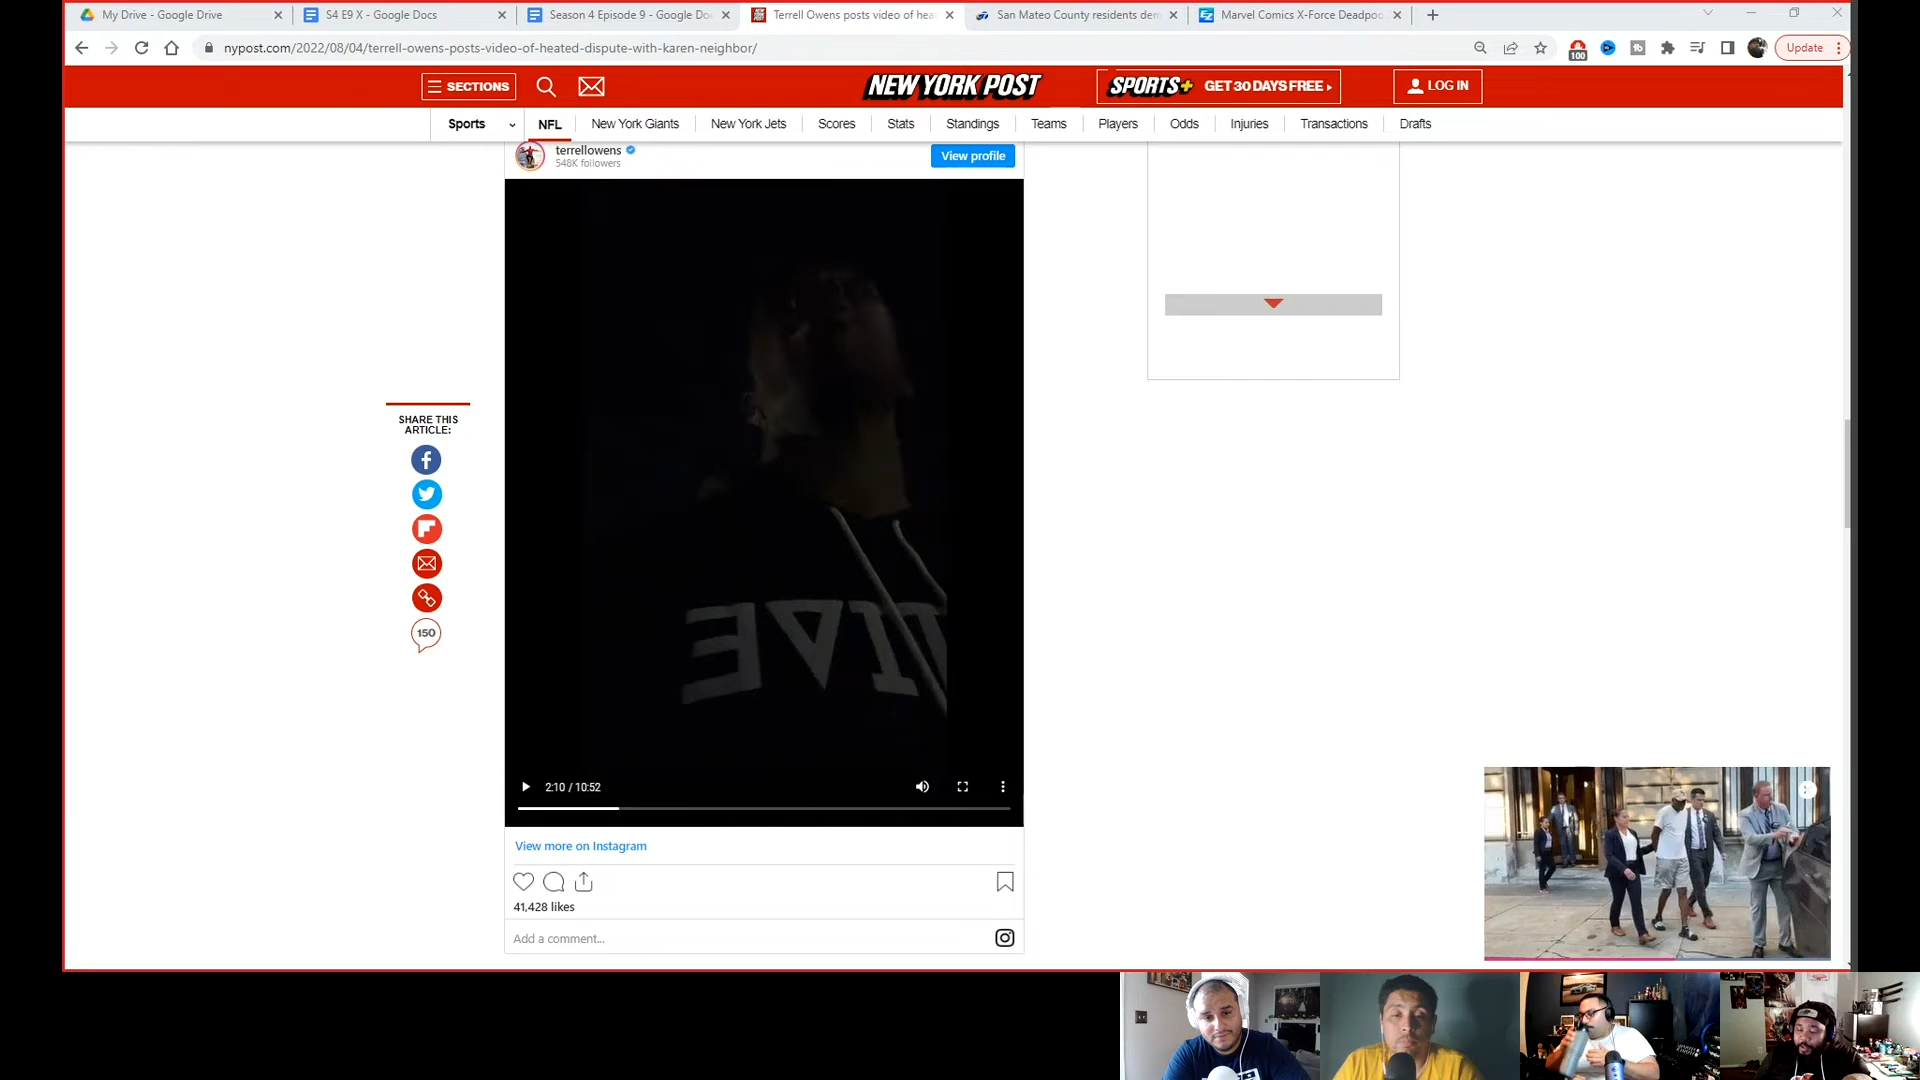 My Drive - Google Drive
S4 E9 X - Google Docs
Season 4 Episode 9 - Google Do
Terrell Owens posts video of hea
San Mateo County residents den
Marvel Comics X-Force Deadpoo
nypost.com/2022/08/04/terrell-owens-posts-video-of-heated-dispute-with-karen-neighbor/
100
Update
SECTIONS
NEW YORK POST
SPORTS+ GET 30 DAYS FREE
LOG IN
Sports
NFL
New York Giants
New York Jets
Scores
Stats
Standings
Teams
Players
Odds
Injuries
Transactions
Drafts
terrellowens
548K followers
View profile
SHARE THIS
ARTICLE:
150
2:10 / 10:52
View more on Instagram
41,428 likes
Add a comment...